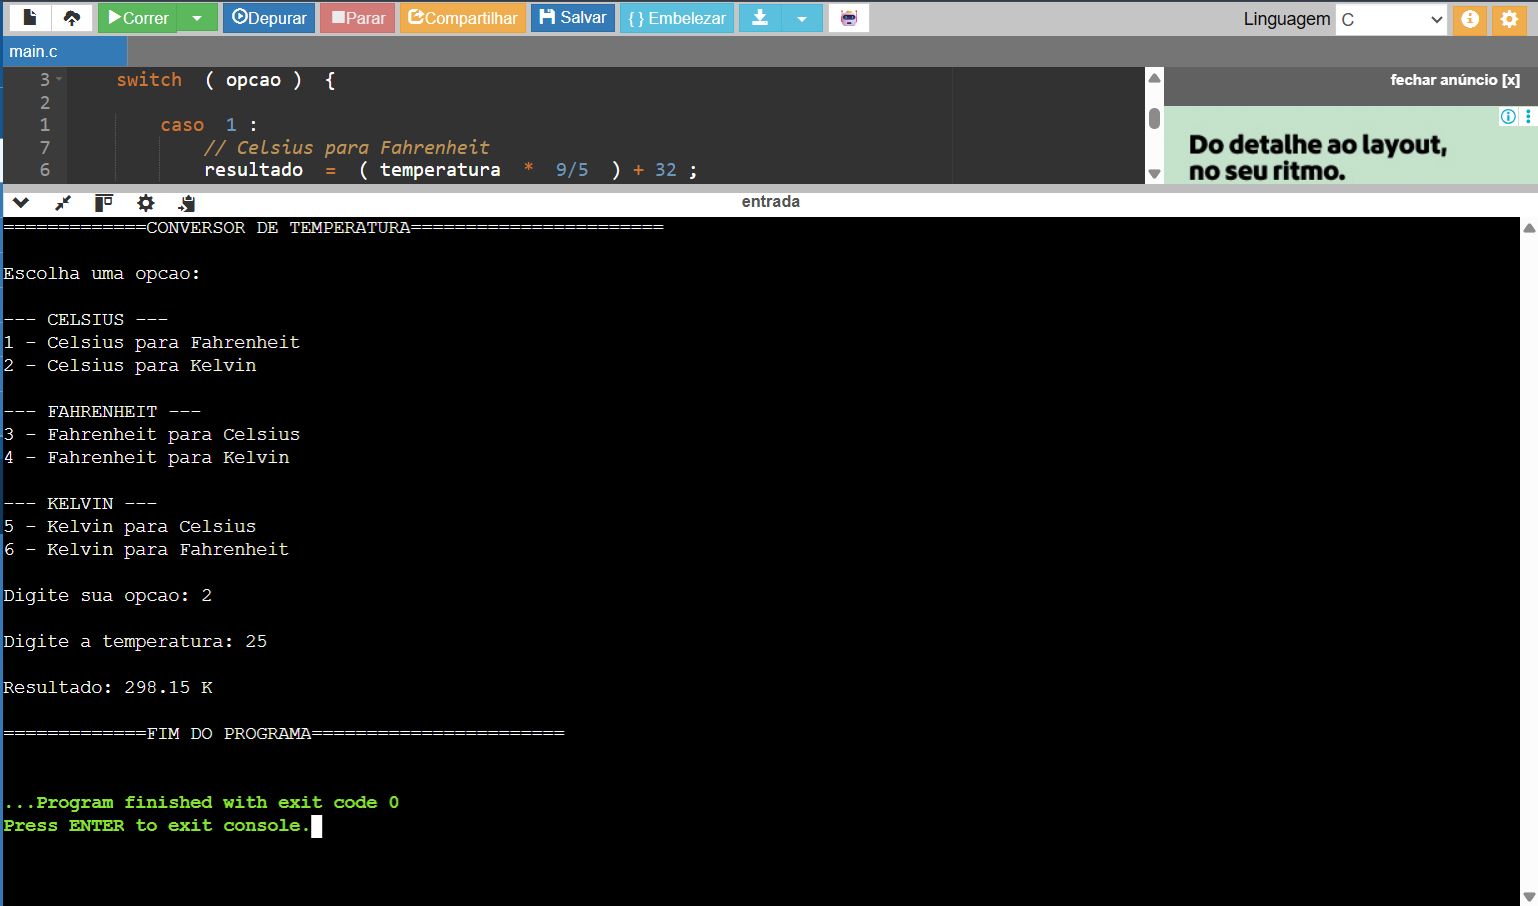 Correr
Depurar
Parar
Compartilhar
Salvar
{ } Embelezar
Linguagem C
main.c
3 switch ( opcao ) {
2
1 caso 1 :
7 // Celsius para Fahrenheit
6 resultado = ( temperatura * 9/5 ) + 32 ;
fechar anúncio [x]
Do detalhe ao layout,
no seu ritmo.
entrada
=============CONVERSOR DE TEMPERATURA=======================
Escolha uma opcao:
--- CELSIUS ---
1 - Celsius para Fahrenheit
2 - Celsius para Kelvin
--- FAHRENHEIT ---
3 - Fahrenheit para Celsius
4 - Fahrenheit para Kelvin
--- KELVIN ---
5 - Kelvin para Celsius
6 - Kelvin para Fahrenheit
Digite sua opcao: 2
Digite a temperatura: 25
Resultado: 298.15 K
=============FIM DO PROGRAMA=======================
...Program finished with exit code 0
Press ENTER to exit console.